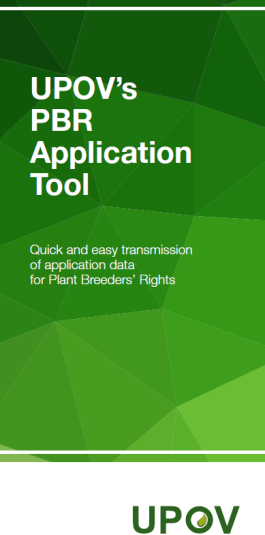 UPOV's
PBR
Application
Tool
Quick and easy transmission
of application data
for Plant Breeders' Rights
UPOV